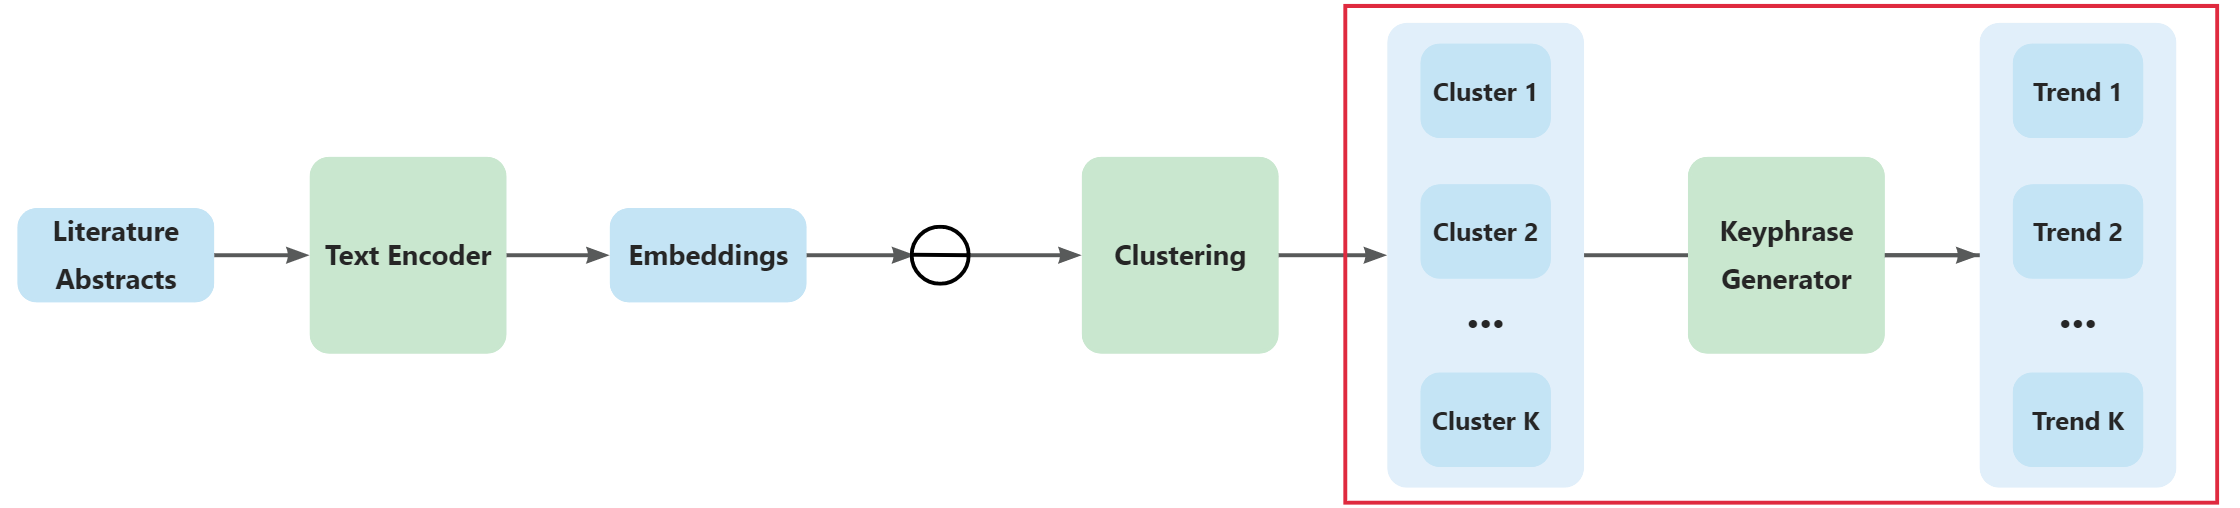 Literature
Abstracts
Text Encoder
Embeddings
Clustering
Cluster 1
Cluster 2
...
Cluster K
Keyphrase
Generator
Trend 1
Trend 2
...
Trend K